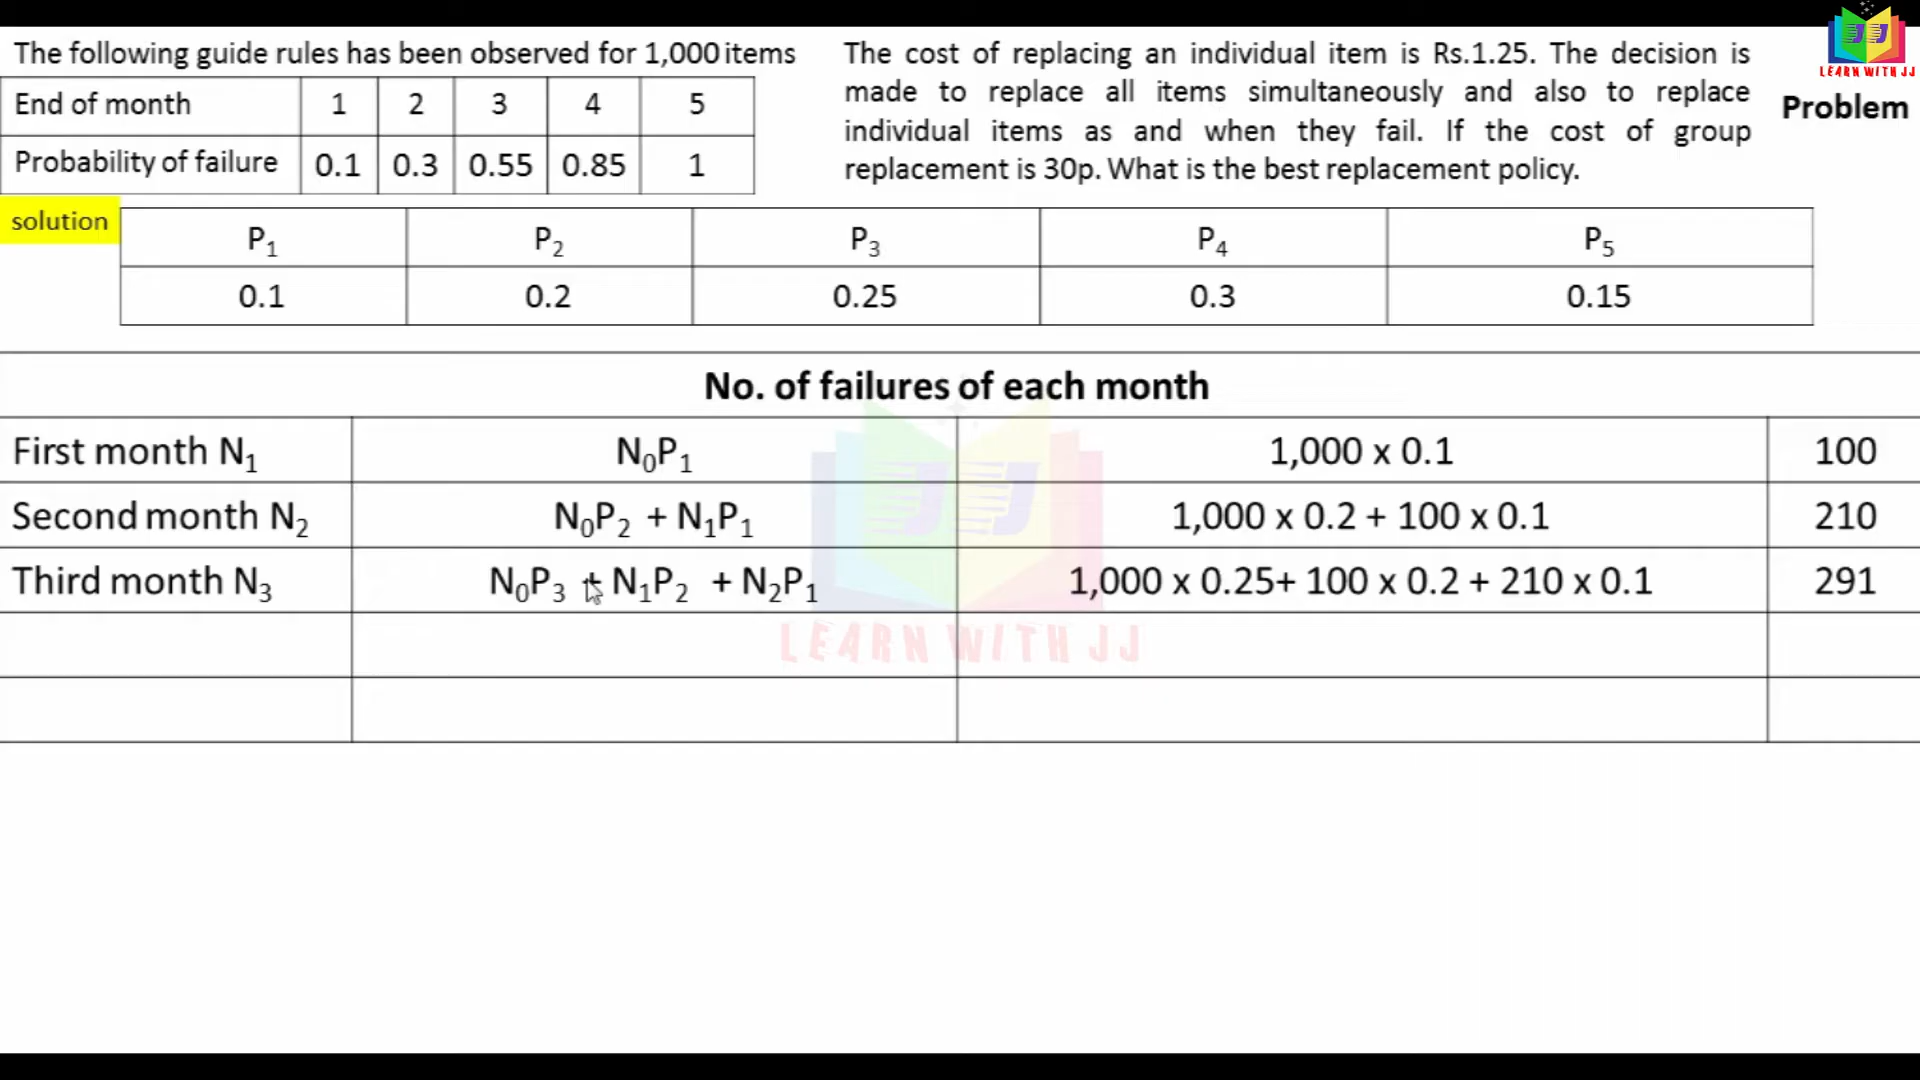 The following guide rules has been observed for 1,000 items
End of month 1 2 3 4 5
Probability of failure 0.1 0.3 0.55 0.85 1
The cost of replacing an individual item is Rs.1.25. The decision is
made to replace all items simultaneously and also to replace
individual items as and when they fail. If the cost of group
replacement is 30p. What is the best replacement policy.
LEARN WITH JJ
Problem
solution
P₁ P₂ P₃ P₄ P₅
0.1 0.2 0.25 0.3 0.15
No. of failures of each month
First month N₁ N₀P₁ 1,000 x 0.1 100
Second month N₂ N₀P₂ + N₁P₁ 1,000 x 0.2 + 100 x 0.1 210
Third month N₃ N₀P₃ + N₁P₂ + N₂P₁ 1,000 x 0.25+ 100 x 0.2 + 210 x 0.1 291
LEARN WITH JJ